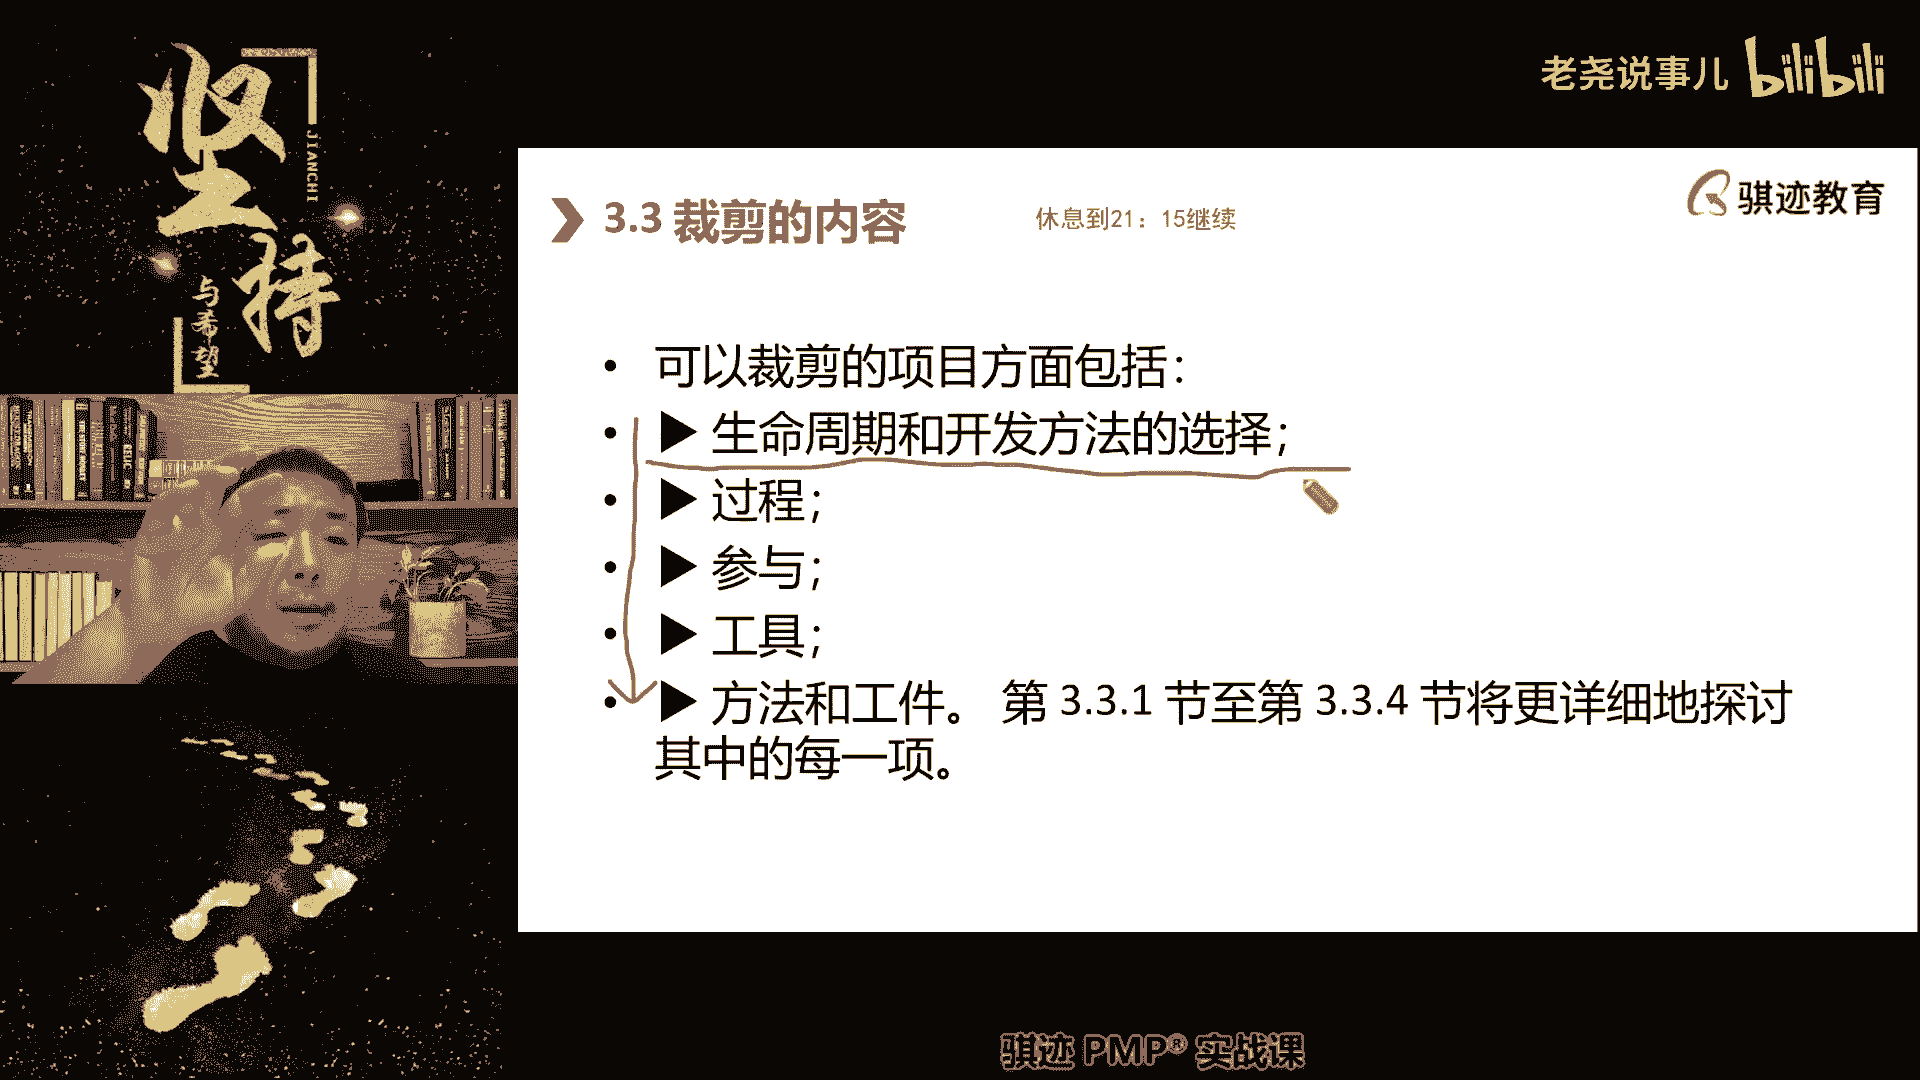 坚持
JIANCHI
与希望
老尧说事儿 bilibili
骐迹教育
3.3 裁剪的内容
休息到21：15继续
• 可以裁剪的项目方面包括：
• ▶ 生命周期和开发方法的选择；
• ▶ 过程；
• ▶ 参与；
• ▶ 工具；
• ▶ 方法和工件。 第 3.3.1 节至第 3.3.4 节将更详细地探讨
其中的每一项。
骐迹 PMP® 实战课